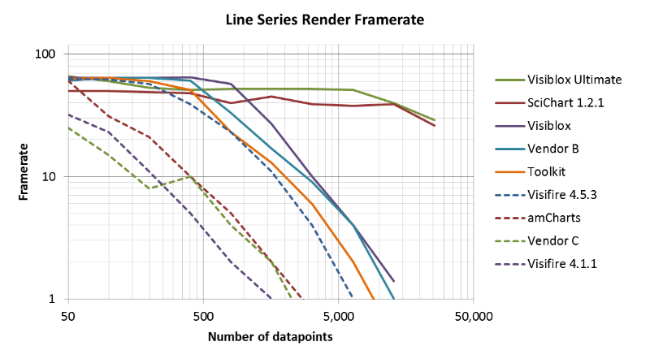 Line Series Render Framerate
100
10
1
Framerate
50
500
5,000
50,000
Number of datapoints
Visiblox Ultimate
SciChart 1.2.1
Visiblox
Vendor B
Toolkit
Visifire 4.5.3
amCharts
Vendor C
Visifire 4.1.1